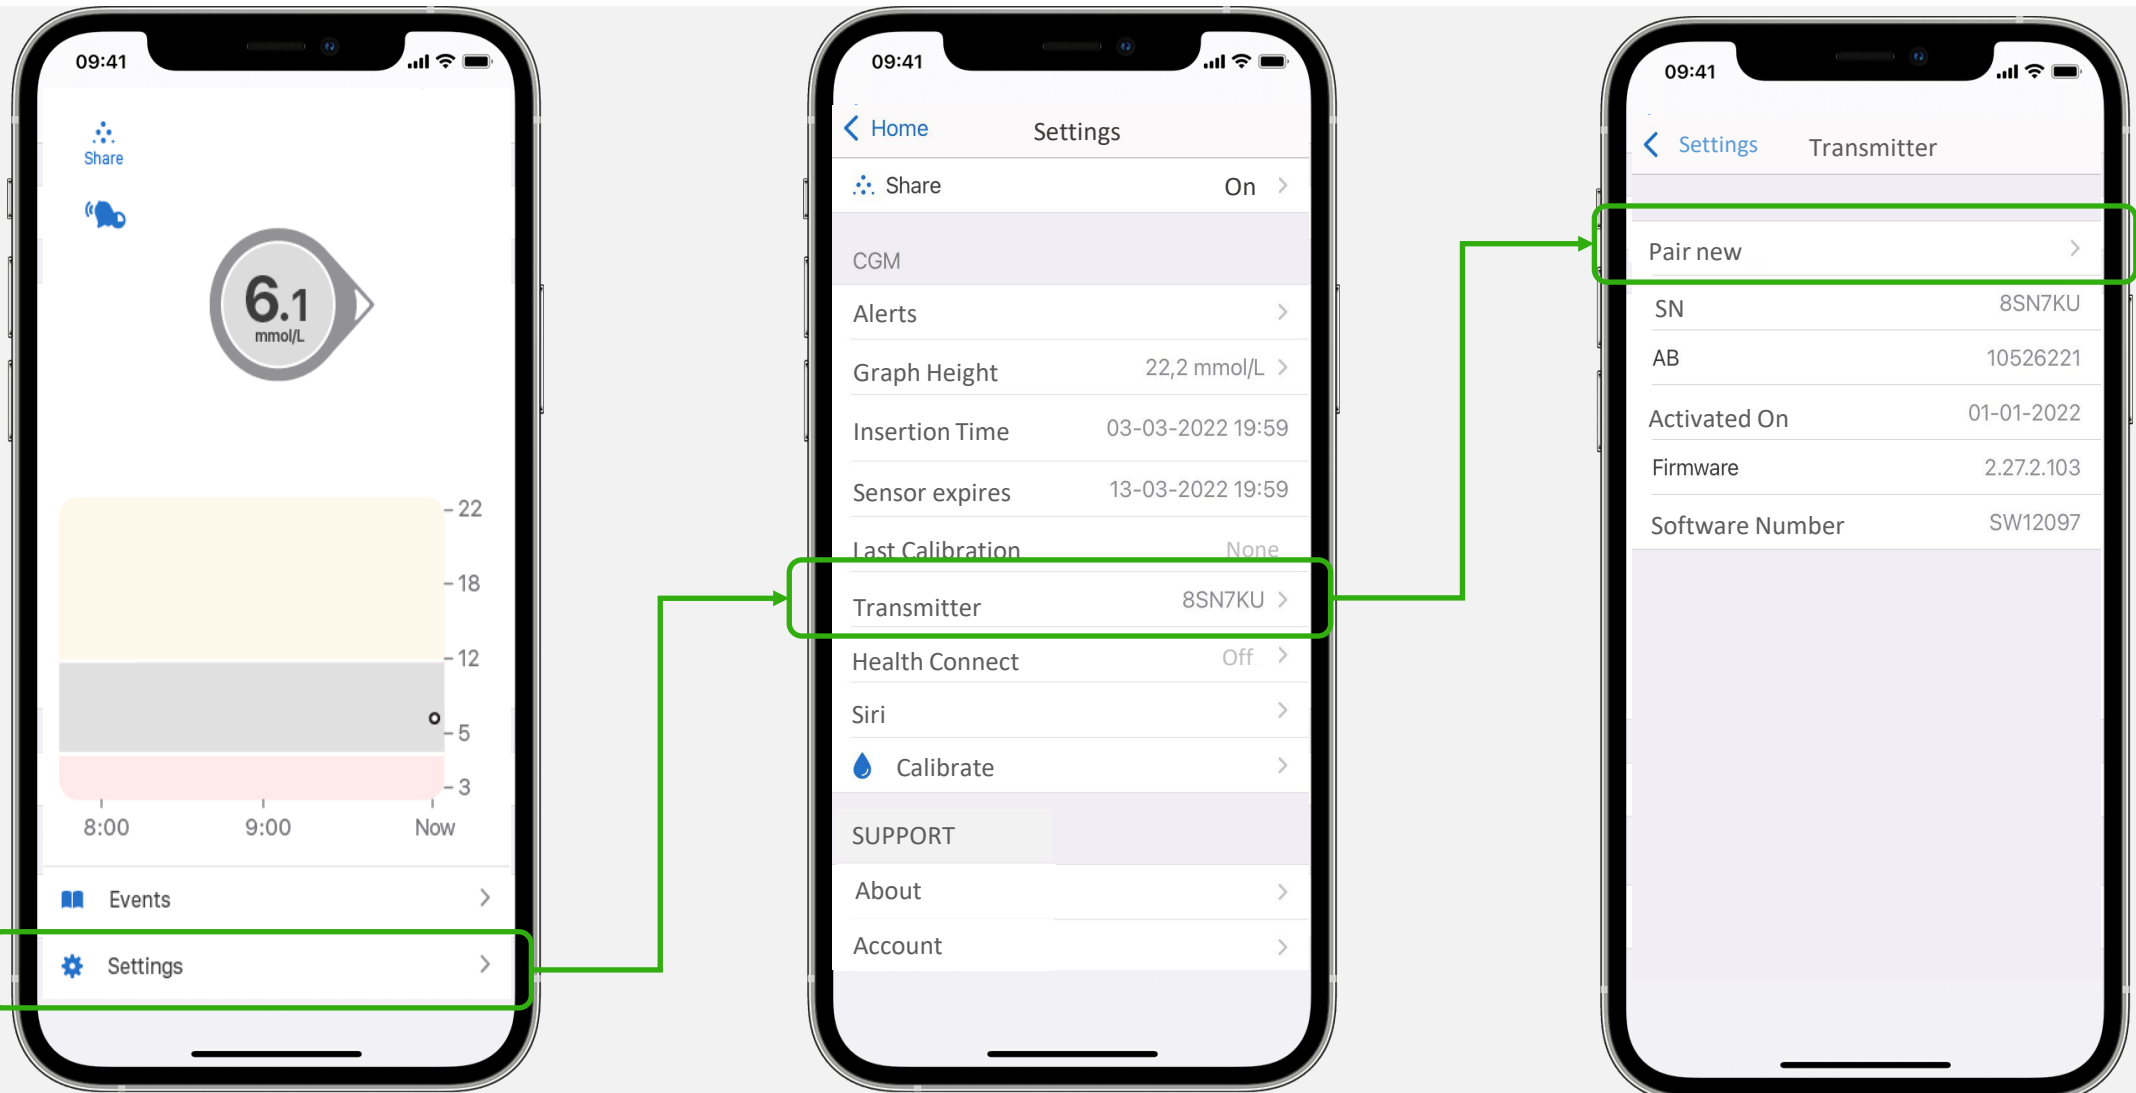 09:41
Share
6.1
mmol/L
22
18
12
5
3
8:00 9:00 Now
Events
Settings
09:41
Home Settings
Share On
CGM
Alerts
Graph Height 22,2 mmol/L
Insertion Time 03-03-2022 19:59
Sensor expires 13-03-2022 19:59
Last Calibration None
Transmitter 8SN7KU
Health Connect Off
Siri
Calibrate
SUPPORT
About
Account
09:41
Settings Transmitter
Pair new
SN 8SN7KU
AB 10526221
Activated On 01-01-2022
Firmware 2.27.2.103
Software Number SW12097